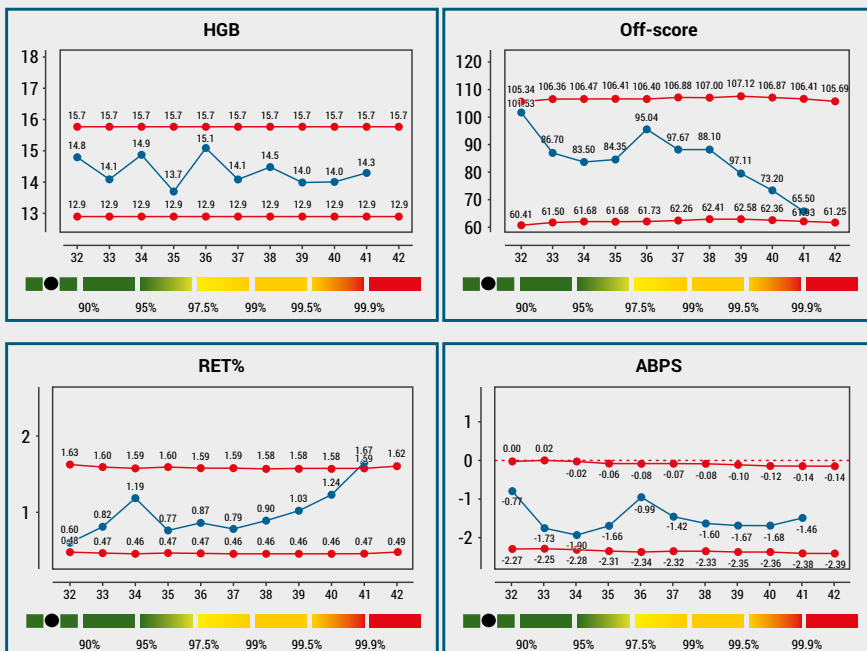 HGB
18
17
16
15
14
13
15.7 15.7 15.7 15.7 15.7 15.7 15.7 15.7 15.7 15.7 15.7
14.8 14.1 14.9 13.7 15.1 14.1 14.5 14.0 14.0 14.3
12.9 12.9 12.9 12.9 12.9 12.9 12.9 12.9 12.9 12.9 12.9
32 33 34 35 36 37 38 39 40 41 42
90% 95% 97.5% 99% 99.5% 99.9%
Off-score
120
110
100
90
80
70
60
105.34 106.36 106.47 106.41 106.40 106.88 107.00 107.12 106.87 106.41 105.69
101.53 86.70 83.50 84.35 95.04 97.67 88.10 97.11 73.20 65.50
60.41 61.50 61.68 61.68 61.73 62.26 62.41 62.58 62.36 61.93 61.25
32 33 34 35 36 37 38 39 40 41 42
90% 95% 97.5% 99% 99.5% 99.9%
RET%
2
1
1.63 1.60 1.59 1.60 1.59 1.59 1.58 1.58 1.58 1.59 1.62
0.60 0.82 1.19 0.77 0.87 0.79 0.90 1.03 1.24 1.67
0.48 0.47 0.46 0.47 0.47 0.46 0.46 0.46 0.46 0.47 0.49
32 33 34 35 36 37 38 39 40 41 42
90% 95% 97.5% 99% 99.5% 99.9%
ABPS
1
0
-1
-2
0.00 0.02 -0.02 -0.06 -0.08 -0.07 -0.08 -0.10 -0.12 -0.14 -0.14
-0.77 -1.73 -1.90 -1.66 -0.99 -1.42 -1.60 -1.67 -1.68 -1.46
-2.27 -2.25 -2.28 -2.31 -2.34 -2.32 -2.33 -2.35 -2.36 -2.38 -2.39
32 33 34 35 36 37 38 39 40 41 42
90% 95% 97.5% 99% 99.5% 99.9%